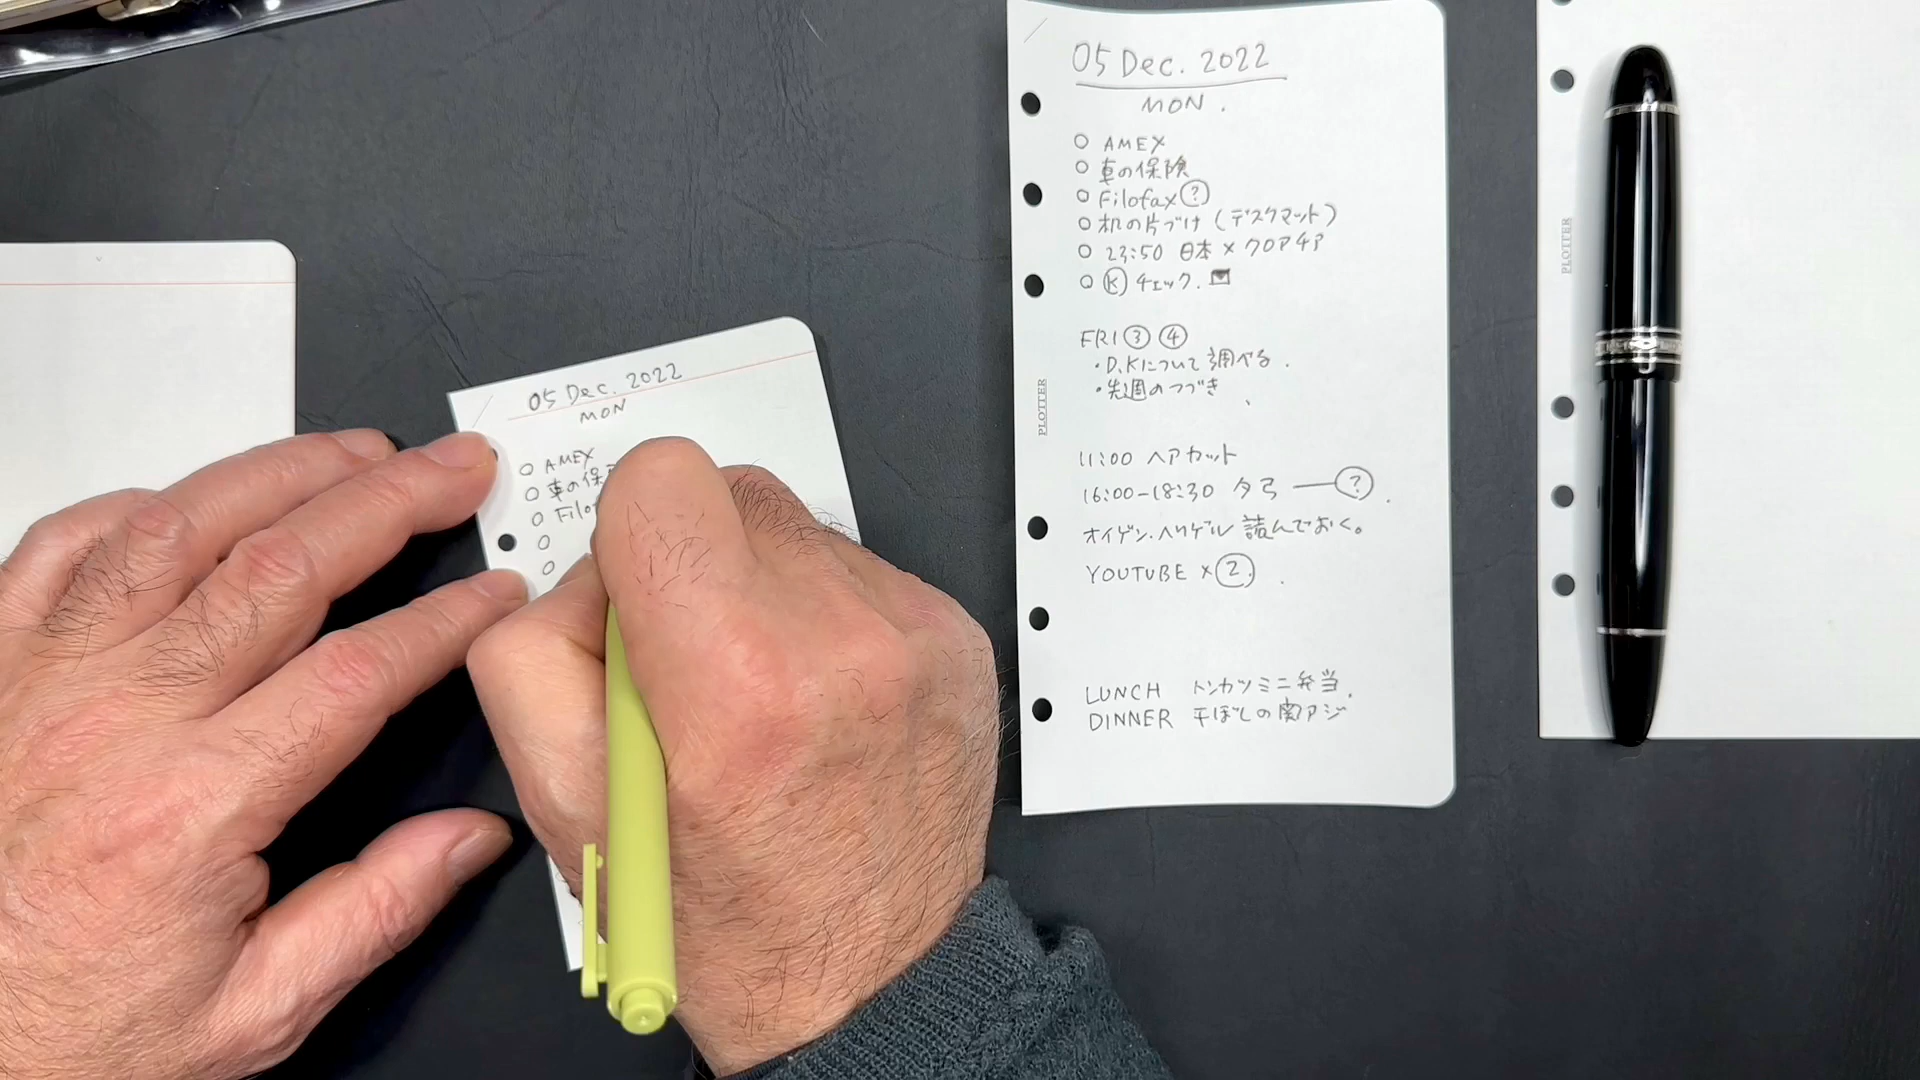 05 Dec. 2022
MON
○ AMEX
○ 車の保
○ Filof
○
○
05 Dec. 2022
MON.
○ AMEX
○ 車の保険
○ Filofax ?
○ 机の片づけ (デスクマット)
○ 23:50 日本×クロアチア
○ Ⓚチェック.
FRI ③ ④
・D.Kについて調べる.
・先週のつづき
11:00 ヘアカット
16:00-18:30 夕弓 — ?
オイゲン・ヘリゲル 読んでおく。
YOUTUBE ×②
LUNCH トンカツミニ弁当.
DINNER 干ぼしの関アジ
PLOTTER
PLOTTER